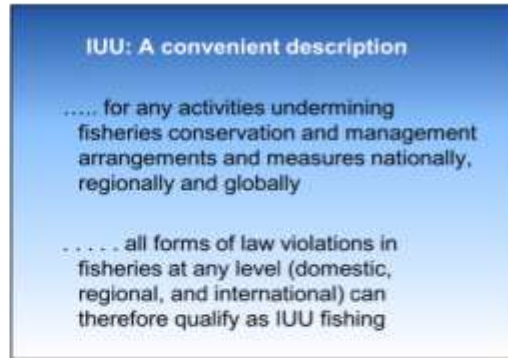 IUU: A convenient description
..... for any activities undermining
fisheries conservation and management
arrangements and measures nationally,
regionally and globally
. . . . . all forms of law violations in
fisheries at any level (domestic,
regional, and international) can
therefore qualify as IUU fishing